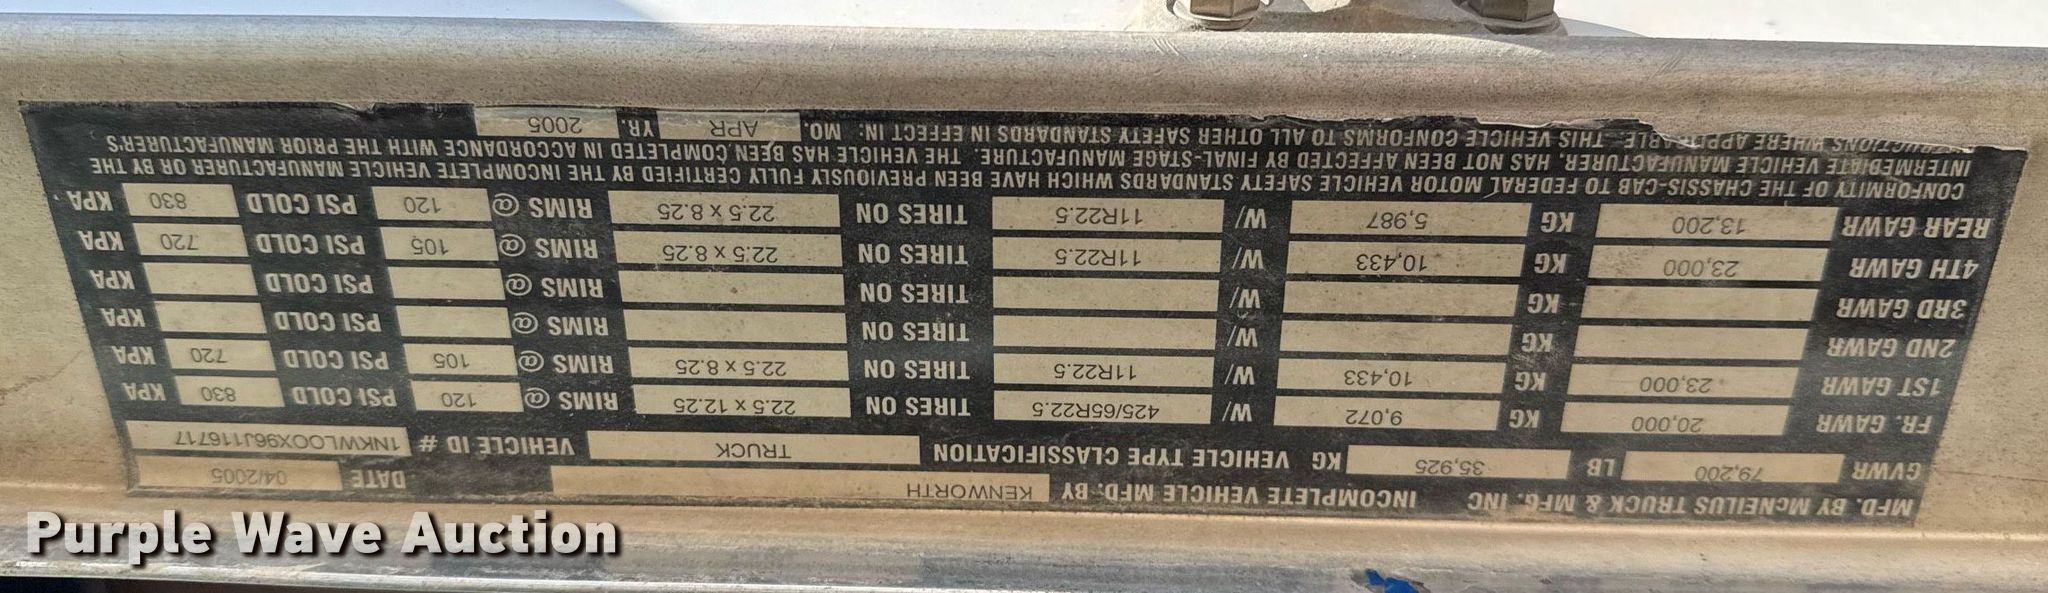 MFD. BY McNEILUS TRUCK & MFG. INC INCOMPLETE VEHICLE MFD. BY KENWORTH DATE 04/2005
GVWR 79,200 LB 35,925 KG VEHICLE TYPE CLASSIFICATION TRUCK VEHICLE ID # 1NKWLOOX96J116717
FR. GAWR 20,000 KG 9,072 W/ 425/65R22.5 TIRES ON 22.5 x 12.25 RIMS @ 120 PSI COLD 830 KPA
1ST GAWR 23,000 KG 10,433 W/ 11R22.5 TIRES ON 22.5 x 8.25 RIMS @ 105 PSI COLD 720 KPA
2ND GAWR KG W/ TIRES ON RIMS @ PSI COLD KPA
3RD GAWR KG W/ TIRES ON RIMS @ PSI COLD KPA
4TH GAWR 23,000 KG 10,433 W/ 11R22.5 TIRES ON 22.5 x 8.25 RIMS @ 105 PSI COLD 720 KPA
REAR GAWR 13,200 KG 5,987 W/ 11R22.5 TIRES ON 22.5 x 8.25 RIMS @ 120 PSI COLD 830 KPA
CONFORMITY OF THE CHASSIS-CAB TO FEDERAL MOTOR VEHICLE SAFETY STANDARDS WHICH HAVE BEEN PREVIOUSLY FULLY CERTIFIED BY THE INCOMPLETE VEHICLE MANUFACTURER OR BY THE
INTERMEDIATE VEHICLE MANUFACTURER, HAS NOT BEEN AFFECTED BY FINAL-STAGE MANUFACTURE. THE VEHICLE HAS BEEN COMPLETED IN ACCORDANCE WITH THE PRIOR MANUFACTURER'S
WHERE APPLICABLE. THIS VEHICLE CONFORMS TO ALL OTHER SAFETY STANDARDS IN EFFECT IN: MO. APR YR. 2005
Purple Wave Auction